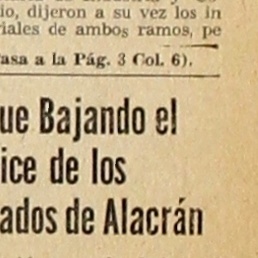 io, dijeron a su vez los in
riales de ambos ramos, pe
asa a la Pág. 3 Col. 6).
ue Bajando el
ice de los
ados de Alacrán